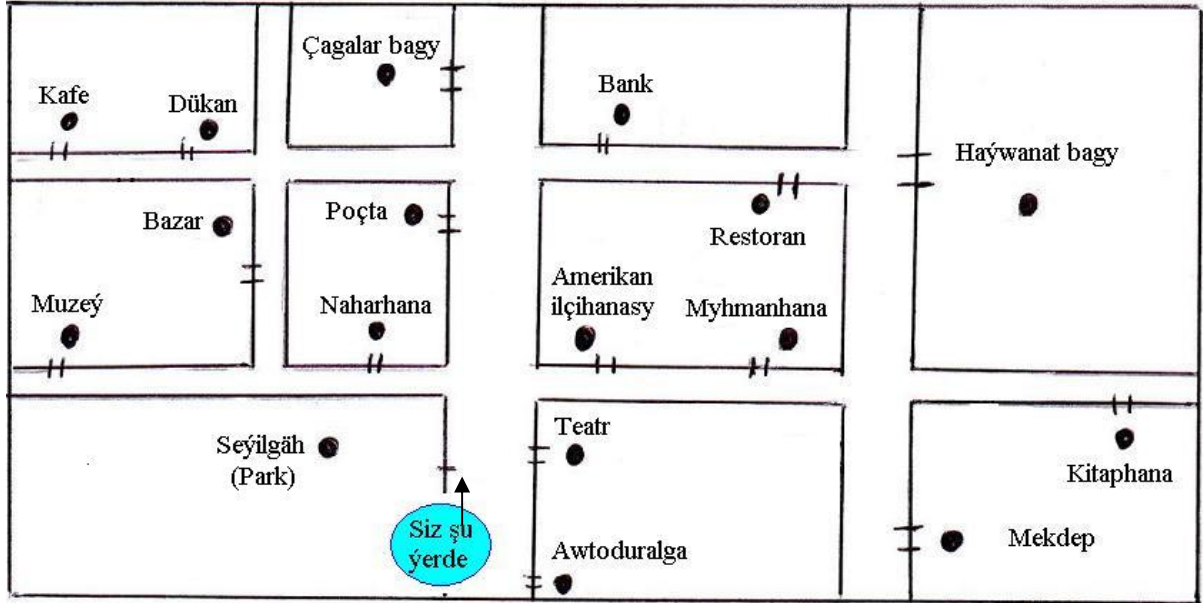 Çagalar bagy
Kafe
Dükan
Bank
Haýwanat bagy
Bazar
Poçta
Restoran
Muzeý
Naharhana
Amerikan
ilçihanasy
Myhmanhana
Seýilgäh
(Park)
Teatr
Kitaphana
Siz şu
ýerde
Awtoduralga
Mekdep